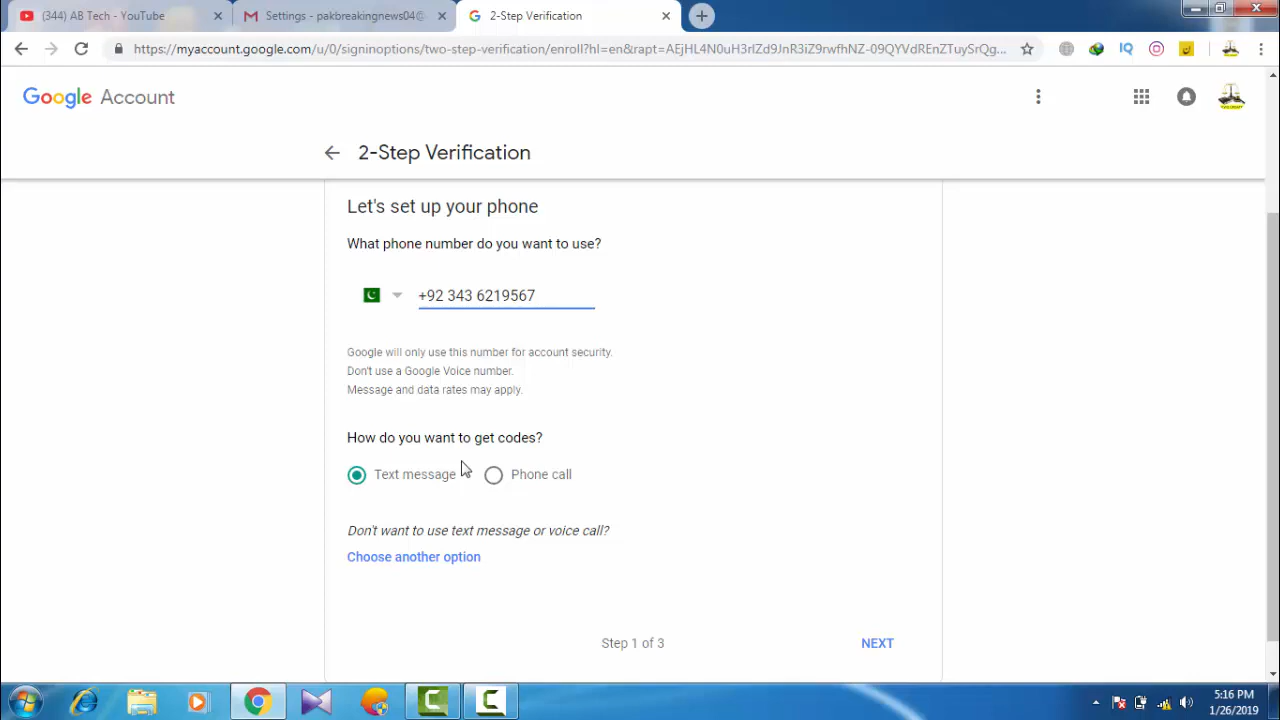 (344) AB Tech - YouTube
Settings - pakbreakingnews04@
2-Step Verification
https://myaccount.google.com/u/0/signinoptions/two-step-verification/enroll?hl=en&rapt=AEjHL4N0uH3rlZd9JnR3iZ9rwfhNZ-09QYVdREnZTuySrQg...
Google Account
2-Step Verification
Let's set up your phone
What phone number do you want to use?
+92 343 6219567
Google will only use this number for account security.
Don't use a Google Voice number.
Message and data rates may apply.
How do you want to get codes?
Text message
Phone call
Don't want to use text message or voice call?
Choose another option
Step 1 of 3
NEXT
5:16 PM
1/26/2019